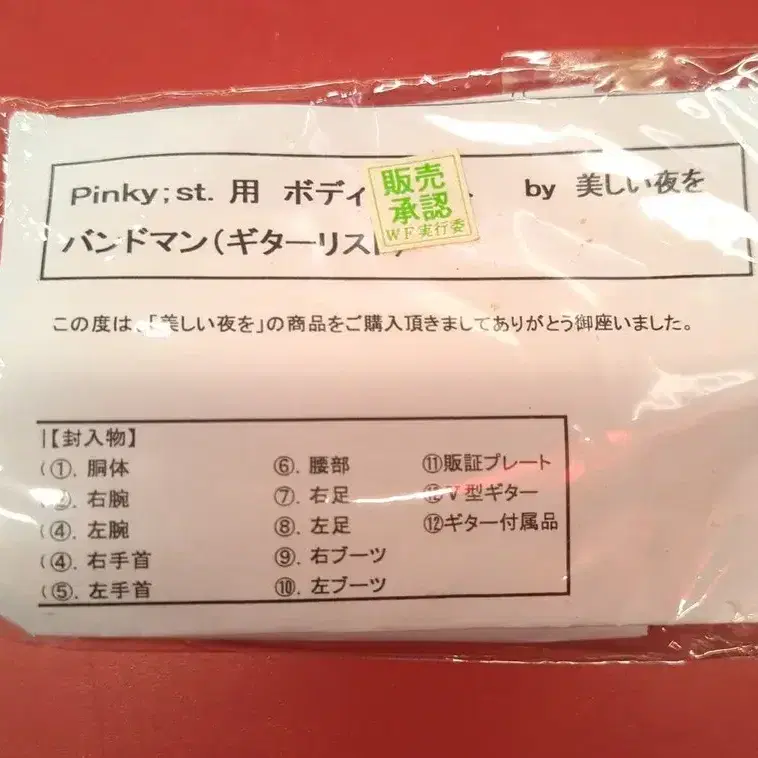 Pinky;st. 用 ボディ by 美しい夜を
販売
承認
WF実行委
バンドマン(ギターリスト)
この度は、「美しい夜を」の商品をご購入頂きましてありがとう御座いました。
【封入物】
①. 胴体
右腕
④. 左腕
④. 右手首
⑤. 左手首
⑥. 腰部
⑦. 右足
⑧. 左足
⑨. 右ブーツ
⑩. 左ブーツ
⑪販証プレート
V型ギター
⑫ギター付属品